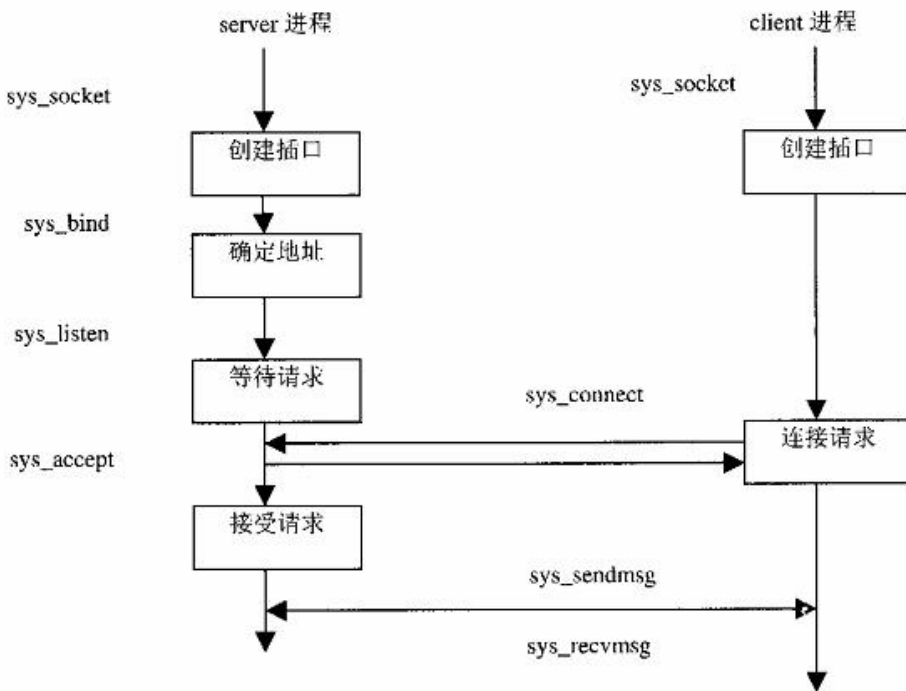 server 进程
client 进程
sys_socket
sys_socket
创建插口
创建插口
sys_bind
确定地址
sys_listen
等待请求
sys_connect
连接请求
sys_accept
接受请求
sys_sendmsg
sys_recvmsg